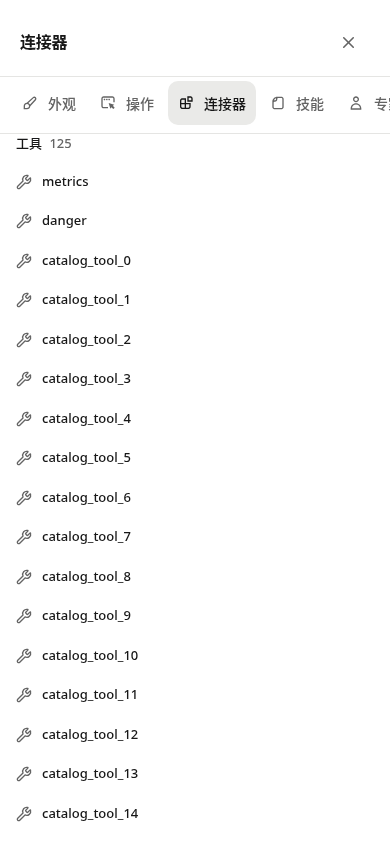 连接器
外观 操作 连接器 技能 专
工具 125
metrics
danger
catalog_tool_0
catalog_tool_1
catalog_tool_2
catalog_tool_3
catalog_tool_4
catalog_tool_5
catalog_tool_6
catalog_tool_7
catalog_tool_8
catalog_tool_9
catalog_tool_10
catalog_tool_11
catalog_tool_12
catalog_tool_13
catalog_tool_14